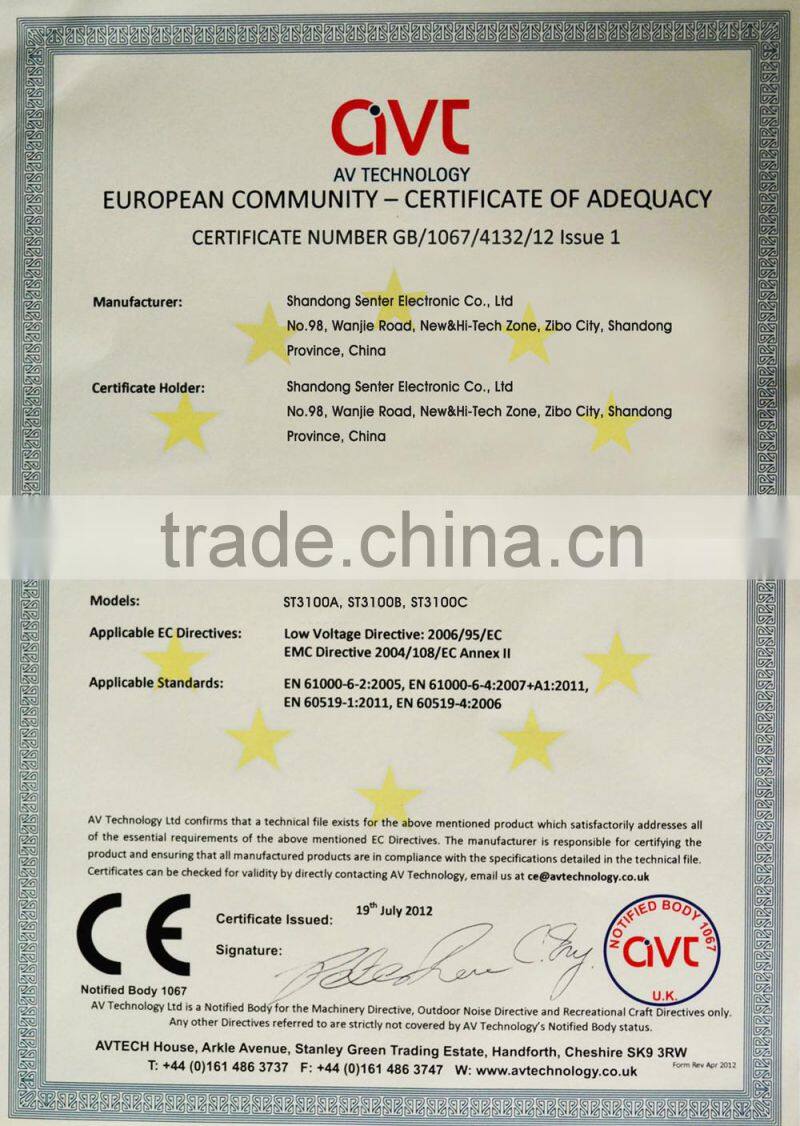 avt
AV TECHNOLOGY
EUROPEAN COMMUNITY – CERTIFICATE OF ADEQUACY
CERTIFICATE NUMBER GB/1067/4132/12 Issue 1
Manufacturer: Shandong Senter Electronic Co., Ltd
No.98, Wanjie Road, New&Hi-Tech Zone, Zibo City, Shandong
Province, China
Certificate Holder: Shandong Senter Electronic Co., Ltd
No.98, Wanjie Road, New&Hi-Tech Zone, Zibo City, Shandong
Province, China
trade.china.cn
Models: ST3100A, ST3100B, ST3100C
Applicable EC Directives: Low Voltage Directive: 2006/95/EC
EMC Directive 2004/108/EC Annex II
Applicable Standards: EN 61000-6-2:2005, EN 61000-6-4:2007+A1:2011,
EN 60519-1:2011, EN 60519-4:2006
AV Technology Ltd confirms that a technical file exists for the above mentioned product which satisfactorily addresses all
of the essential requirements of the above mentioned EC Directives. The manufacturer is responsible for certifying the
product and ensuring that all manufactured products are in compliance with the specifications detailed in the technical file.
Certificates can be checked for validity by directly contacting AV Technology, email us at ce@avtechnology.co.uk
CE
Certificate Issued: 19th July 2012
Signature:
NOTIFIED BODY 1067
avt
U.K.
Notified Body 1067
AV Technology Ltd is a Notified Body for the Machinery Directive, Outdoor Noise Directive and Recreational Craft Directives only.
Any other Directives referred to are strictly not covered by AV Technology's Notified Body status.
AVTECH House, Arkle Avenue, Stanley Green Trading Estate, Handforth, Cheshire SK9 3RW
T: +44 (0)161 486 3737 F: +44 (0)161 486 3747 W: www.avtechnology.co.uk
Form Rev Apr 2012